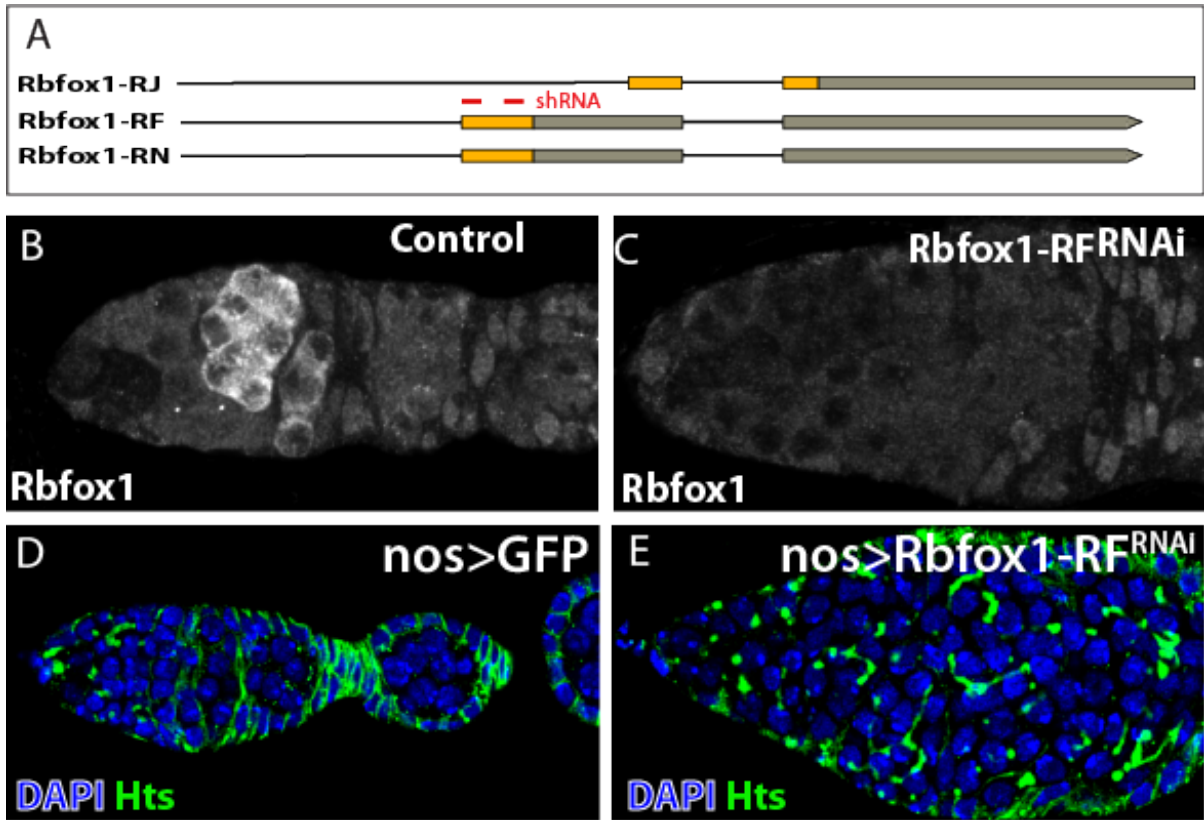 A
Rbfox1-RJ
shRNA
Rbfox1-RF
Rbfox1-RN
B
Control
Rbfox1
C
Rbfox1-RF RNAi
Rbfox1
D
nos>GFP
DAPI Hts
E
nos>Rbfox1-RF RNAi
DAPI Hts